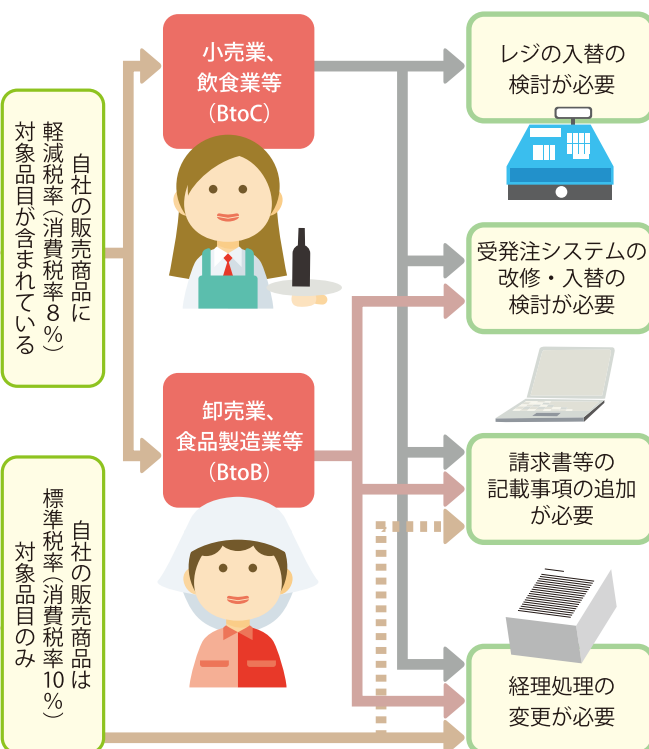 自社の販売商品に
軽減税率(消費税率8%)
対象品目が含まれている
小売業、
飲食業等
(BtoC)
レジの入替の
検討が必要
受発注システムの
改修・入替の
検討が必要
卸売業、
食品製造業等
(BtoB)
請求書等の
記載事項の追加
が必要
自社の販売商品は
標準税率(消費税率10%)
対象品目のみ
経理処理の
変更が必要